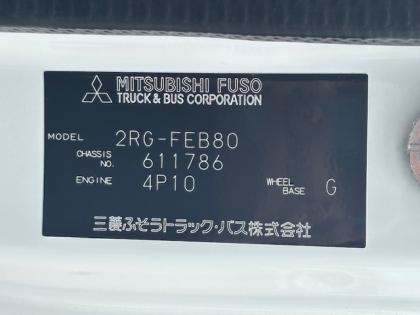 MITSUBISHI FUSO
TRUCK & BUS CORPORATION
MODEL 2RG-FEB80
CHASSIS NO. 611786
ENGINE 4P10 WHEEL BASE G
三菱ふそうトラック・バス株式会社